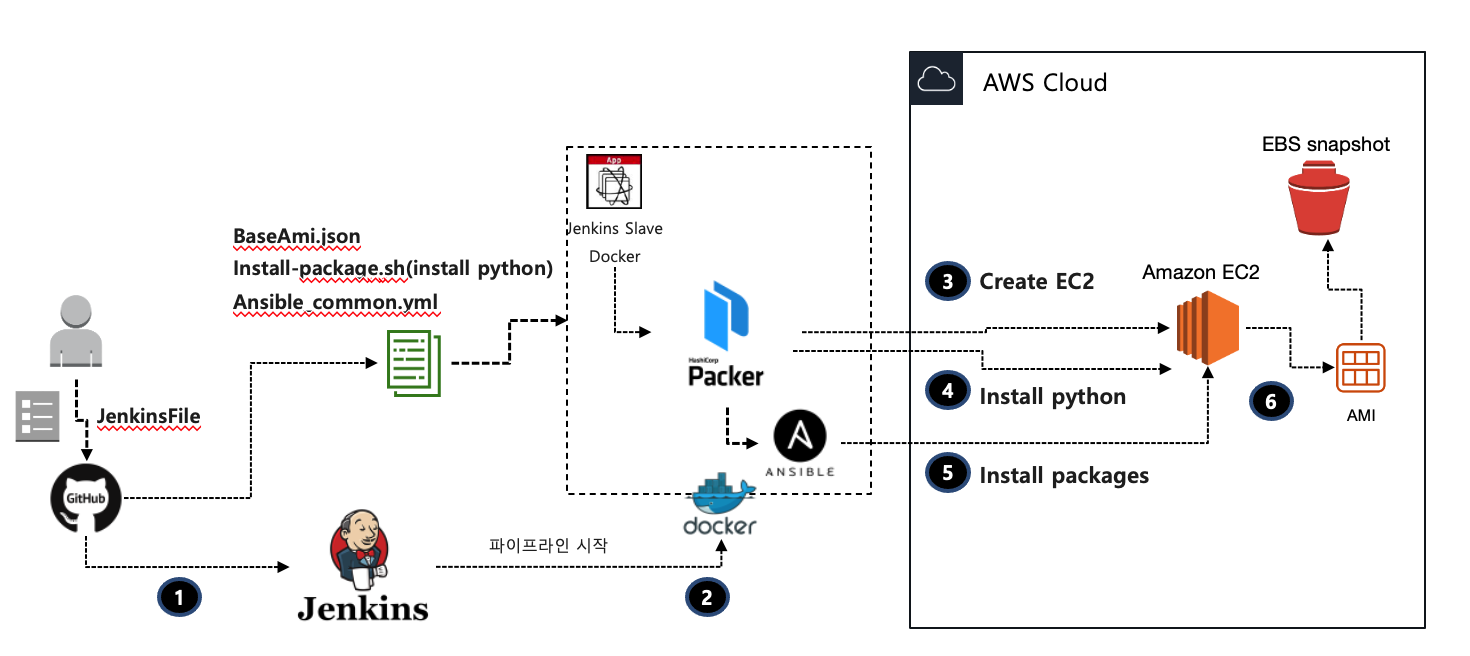 AWS Cloud
EBS snapshot
App
Jenkins Slave
Docker
BaseAmi.json
Install-package.sh(install python)
Ansible_common.yml
3 Create EC2
Amazon EC2
HashiCorp
Packer
4 Install python
6
AMI
JenkinsFile
ANSIBLE
5 Install packages
GitHub
docker
파이프라인 시작
1
2
Jenkins